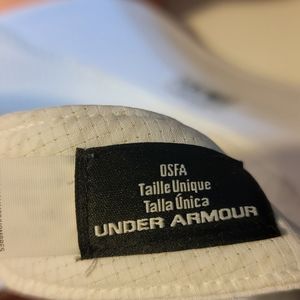 OSFA
Taille Unique
Talla Única
UNDER ARMOUR